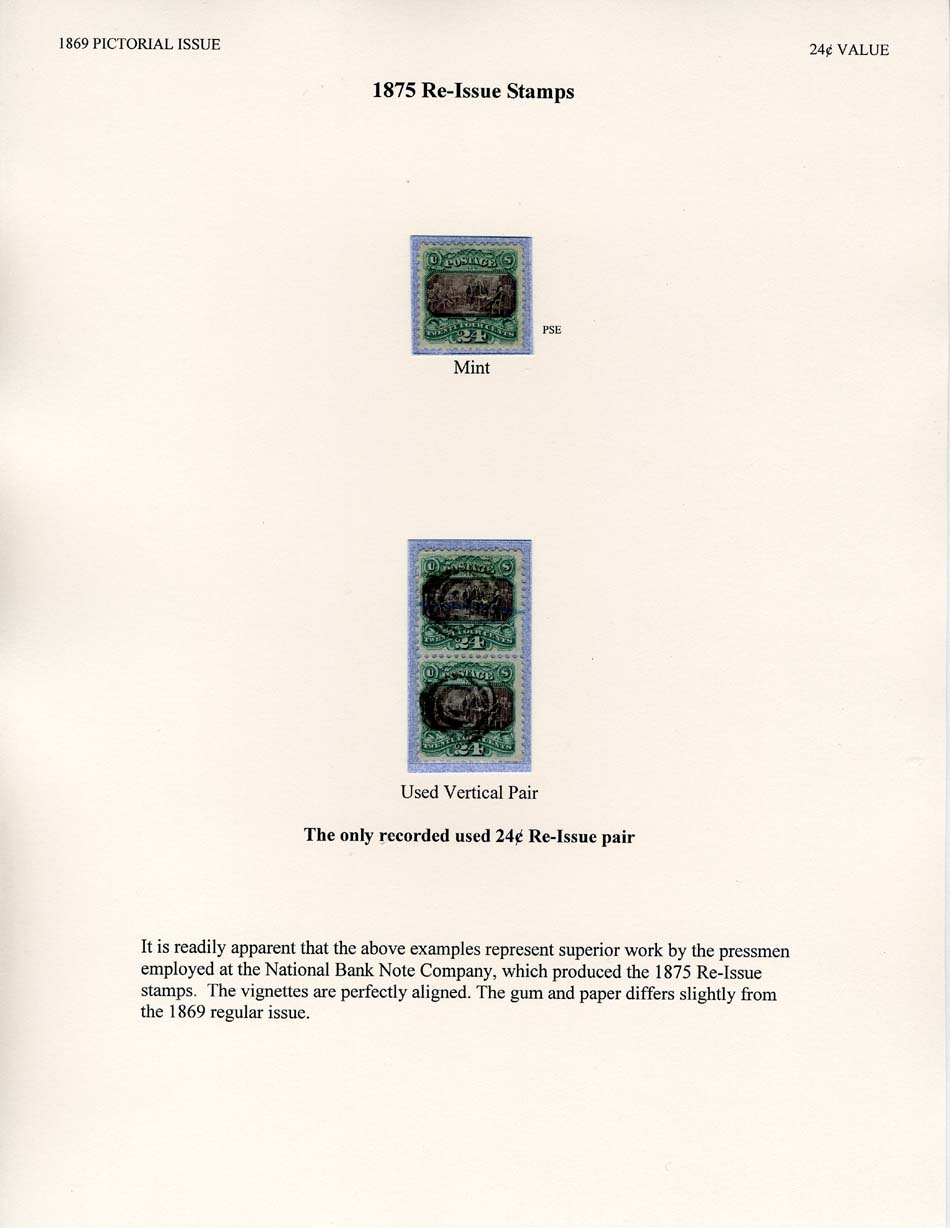 1869 PICTORIAL ISSUE
24¢ VALUE
1875 Re-Issue Stamps
U POSTAGE S
TWENTY FOUR CENTS
24
PSE
Mint
U POSTAGE S
TWENTY FOUR CENTS
24
U POSTAGE S
TWENTY FOUR CENTS
24
Used Vertical Pair
The only recorded used 24¢ Re-Issue pair
It is readily apparent that the above examples represent superior work by the pressmen
employed at the National Bank Note Company, which produced the 1875 Re-Issue
stamps.  The vignettes are perfectly aligned. The gum and paper differs slightly from
the 1869 regular issue.